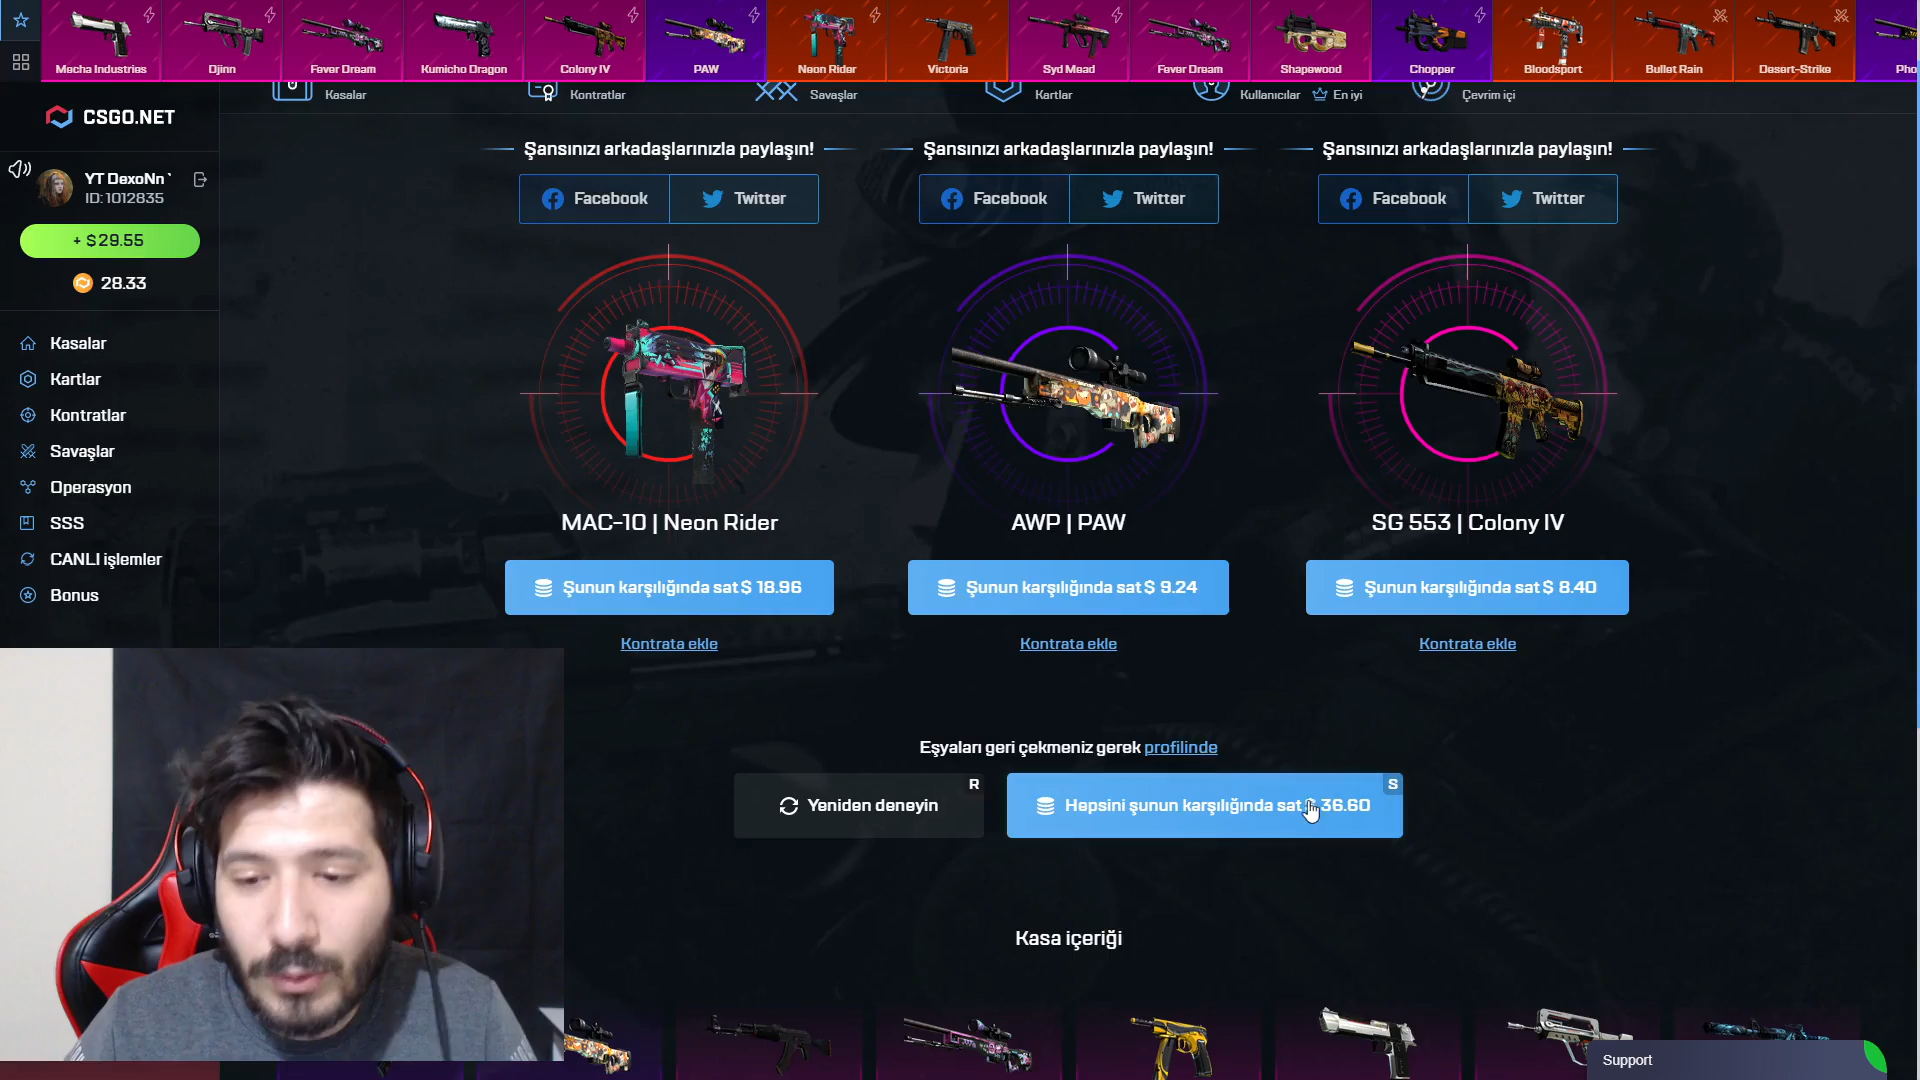 Mecha Industries
Djinn
Fever Dream
Kumicho Dragon
Colony IV
PAW
Neon Rider
Victoria
Syd Mead
Fever Dream
Shapewood
Chopper
Bloodsport
Bullet Rain
Desert-Strike
Pho
CSGO.NET
Kasalar
Kontratlar
Savaşlar
Kartlar
Kullanıcılar
En iyi
Çevrim içi
YT DexoNn `
ID: 1012835
+ $ 29.55
28.33
Kasalar
Kartlar
Kontratlar
Savaşlar
Operasyon
SSS
CANLI işlemler
Bonus
Şansınızı arkadaşlarınızla paylaşın!
Facebook
Twitter
MAC-10 | Neon Rider
Şunun karşılığında sat $ 18.96
Kontrata ekle
Şansınızı arkadaşlarınızla paylaşın!
Facebook
Twitter
AWP | PAW
Şunun karşılığında sat $ 9.24
Kontrata ekle
Şansınızı arkadaşlarınızla paylaşın!
Facebook
Twitter
SG 553 | Colony IV
Şunun karşılığında sat $ 8.40
Kontrata ekle
Eşyaları geri çekmeniz gerek profilinde
Yeniden deneyin
R
Hepsini şunun karşılığında sat $ 36.60
S
Kasa içeriği
Support